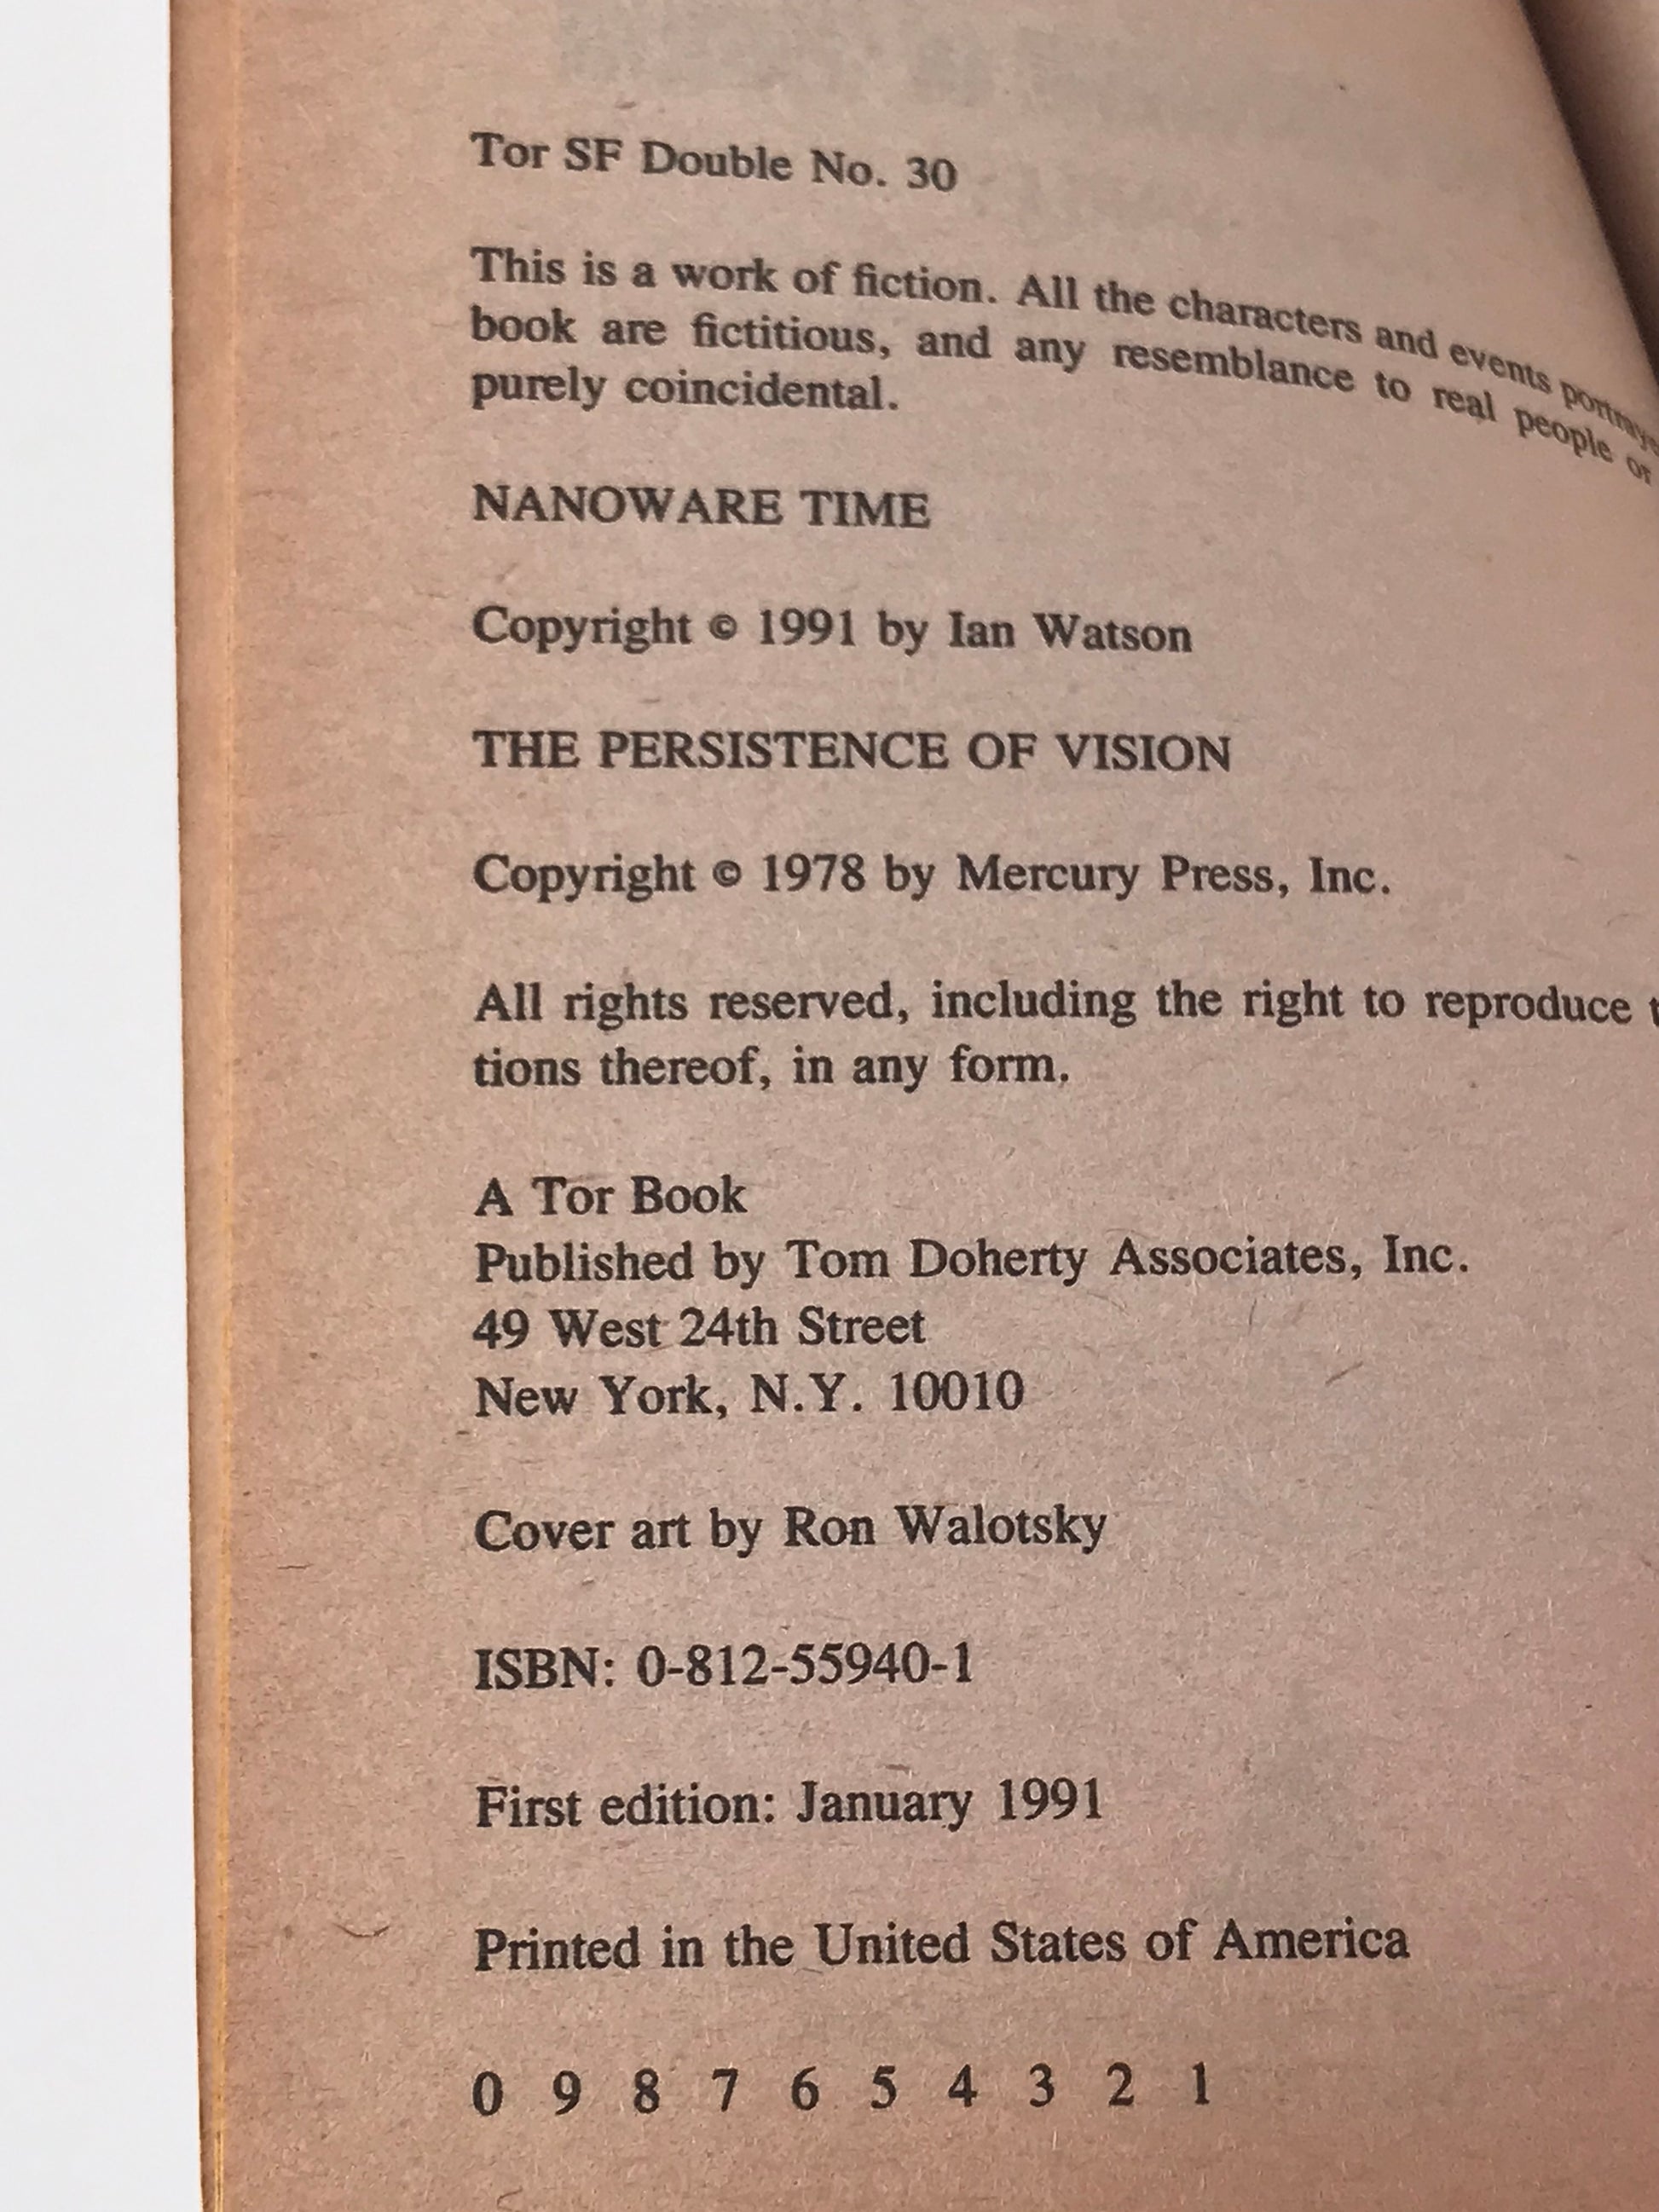 Tor SF Double No. 30
This is a work of fiction. All the characters and events
book are fictitious, and any resemblance to real people or
purely coincidental.
NANOWARE TIME
Copyright © 1991 by Ian Watson
THE PERSISTENCE OF VISION
Copyright © 1978 by Mercury Press, Inc.
All rights reserved, including the right to reproduce
tions thereof, in any form.
A Tor Book
Published by Tom Doherty Associates, Inc.
49 West 24th Street
New York, N.Y. 10010
Cover art by Ron Walotsky
ISBN: 0-812-55940-1
First edition: January 1991
Printed in the United States of America
0 9 8 7 6 5 4 3 2 1